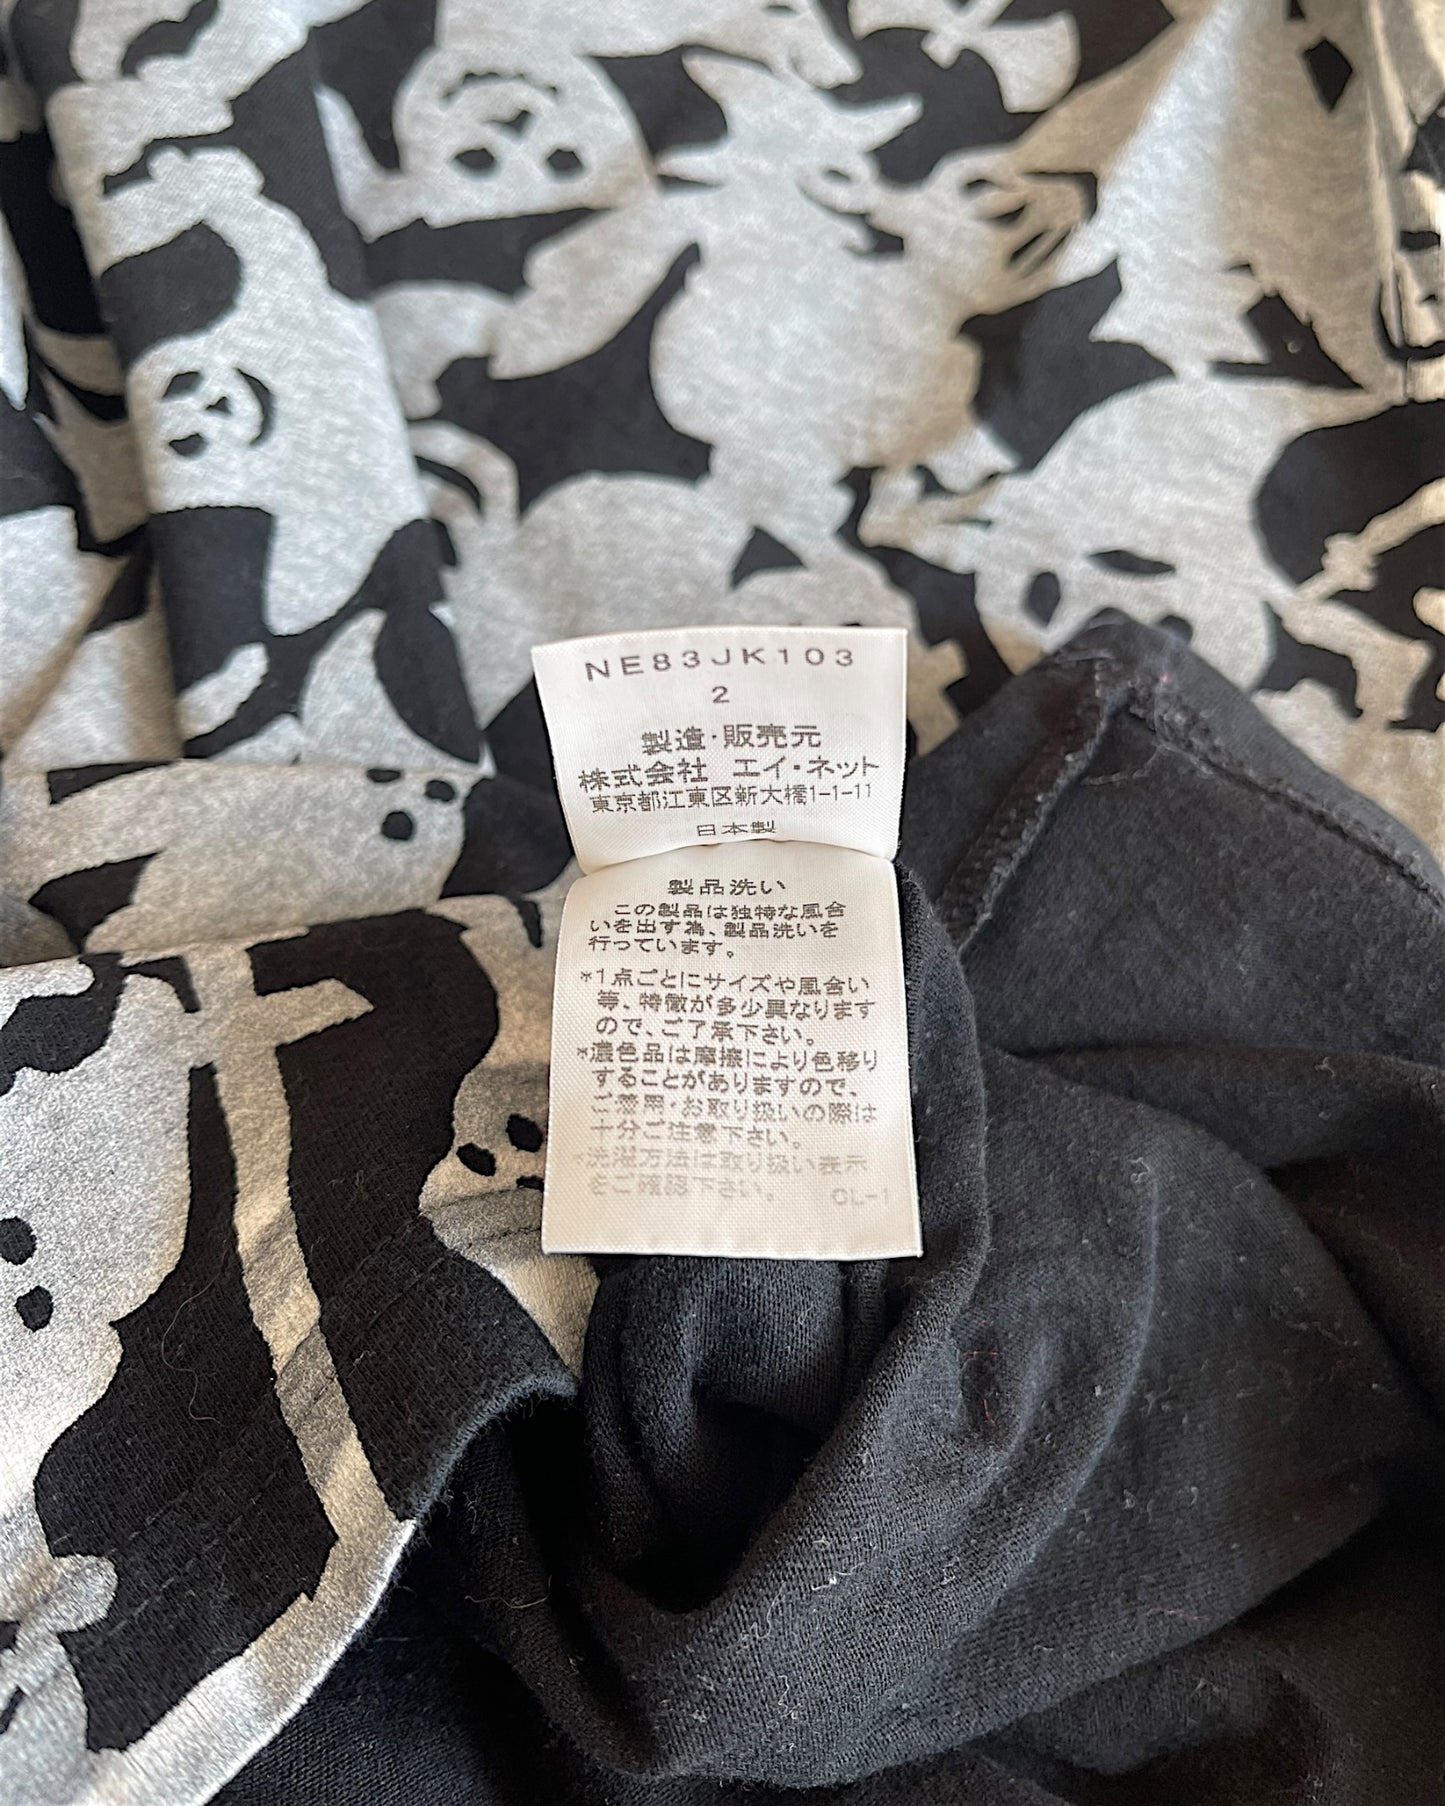 NE83JK103
2
製造・販売元
株式会社　エイ・ネット
東京都江東区新大橋1-1-11
日本製
製品洗い
この製品は独特な風合
いを出す為、製品洗いを
行っています。
*1点ごとにサイズや風合い
等、特徴が多少異なります
ので、ご了承下さい。
*濃色品は摩擦により色移り
することがありますので、
ご着用・お取り扱いの際は
十分ご注意下さい。
*洗濯方法は取り扱い表示
をご確認下さい。　CL-1